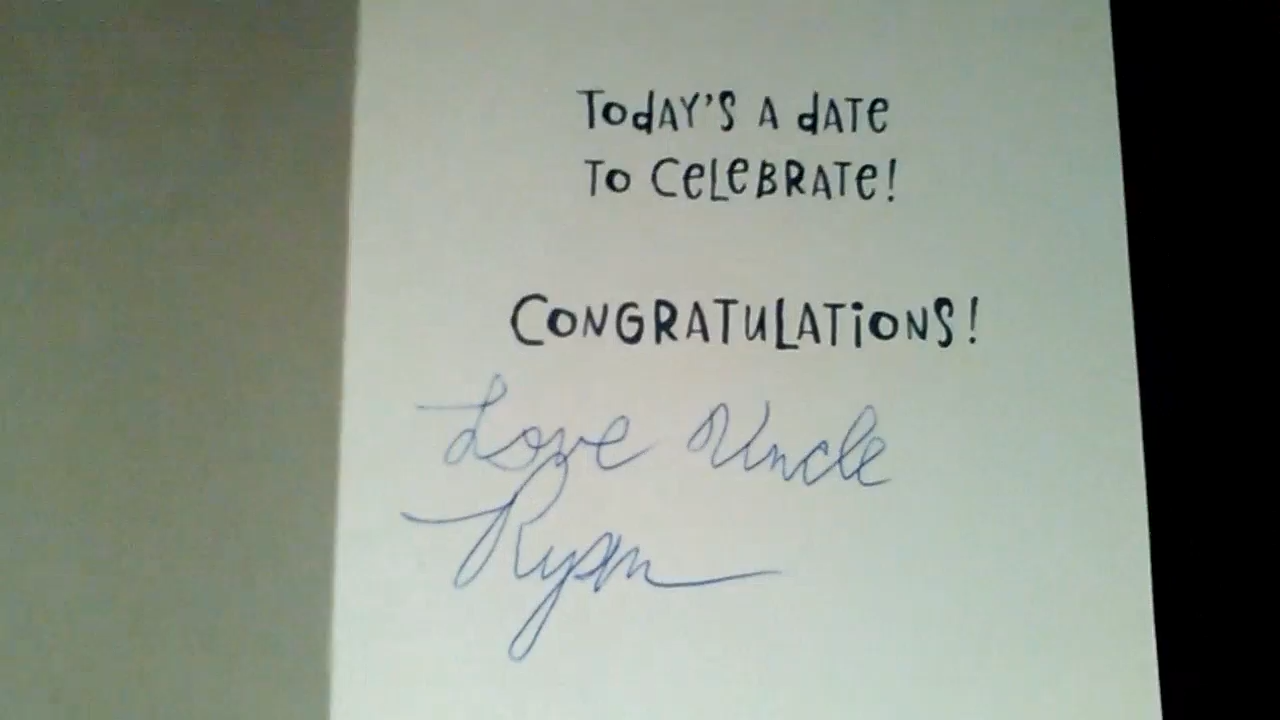 TodAY'S A dATe
To CeLeBRATe!
CONGRATuLATiONS!
Love Uncle
Ryan